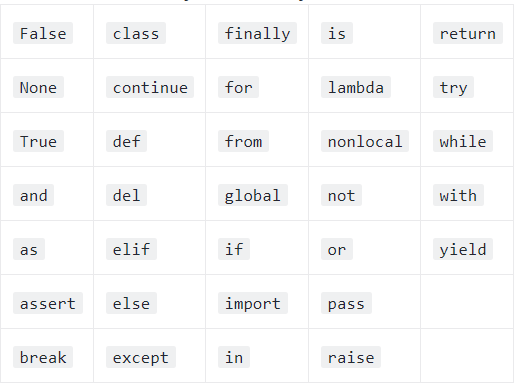 False class finally is return
None continue for lambda try
True def from nonlocal while
and del global not with
as elif if or yield
assert else import pass
break except in raise